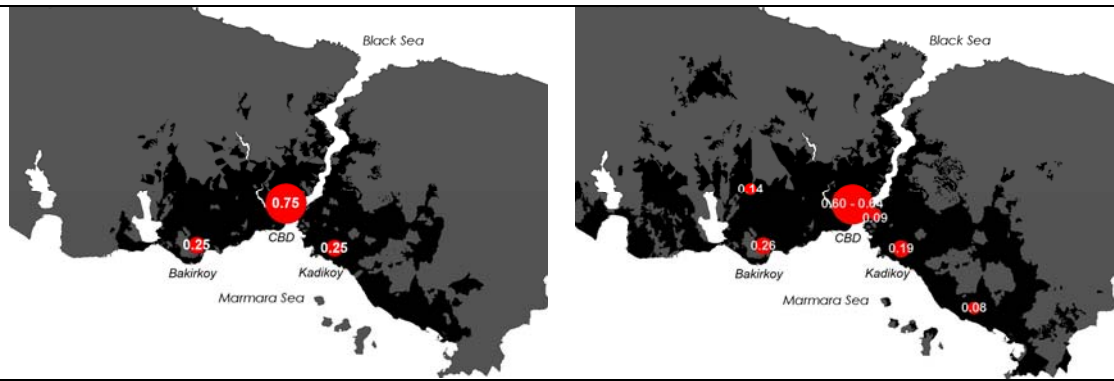 Black Sea
0.75
CBD
0.25
Bakirkoy
0.25
Kadikoy
Marmara Sea
Black Sea
0.14
0.60 - 0.64
0.09
CBD
0.26
Bakirkoy
0.19
Kadikoy
Marmara Sea
0.08